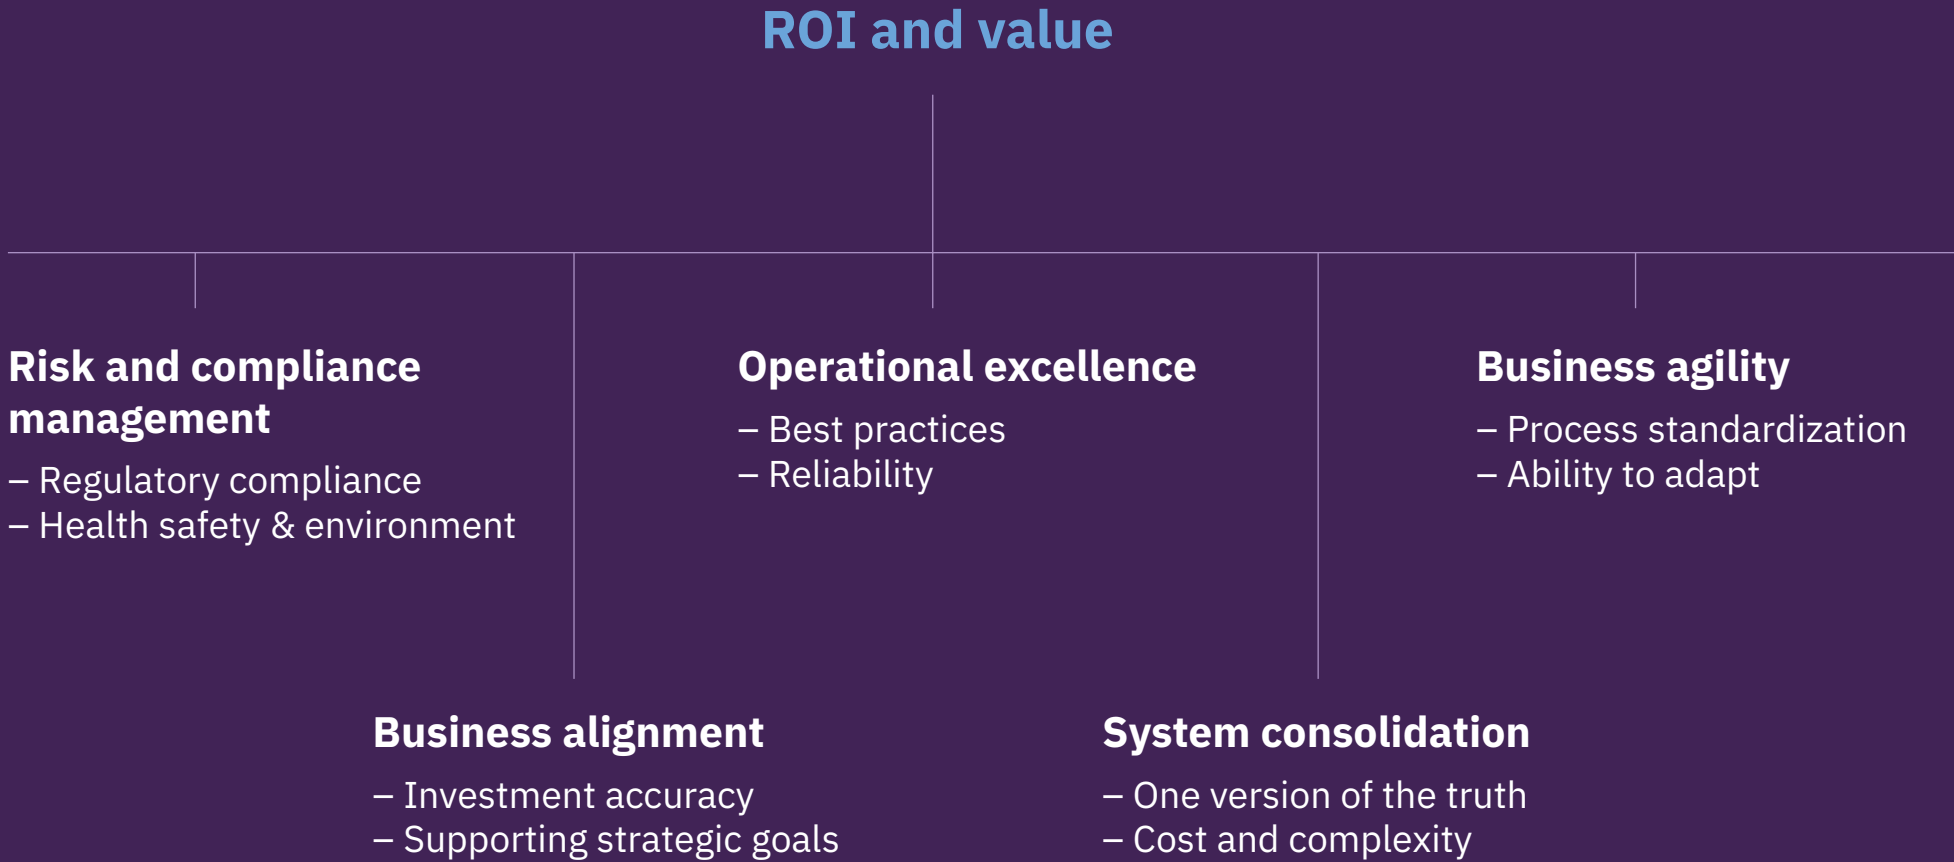 ROI and value
Risk and compliance
management
– Regulatory compliance
– Health safety & environment
Operational excellence
– Best practices
– Reliability
Business agility
– Process standardization
– Ability to adapt
Business alignment
– Investment accuracy
– Supporting strategic goals
System consolidation
– One version of the truth
– Cost and complexity